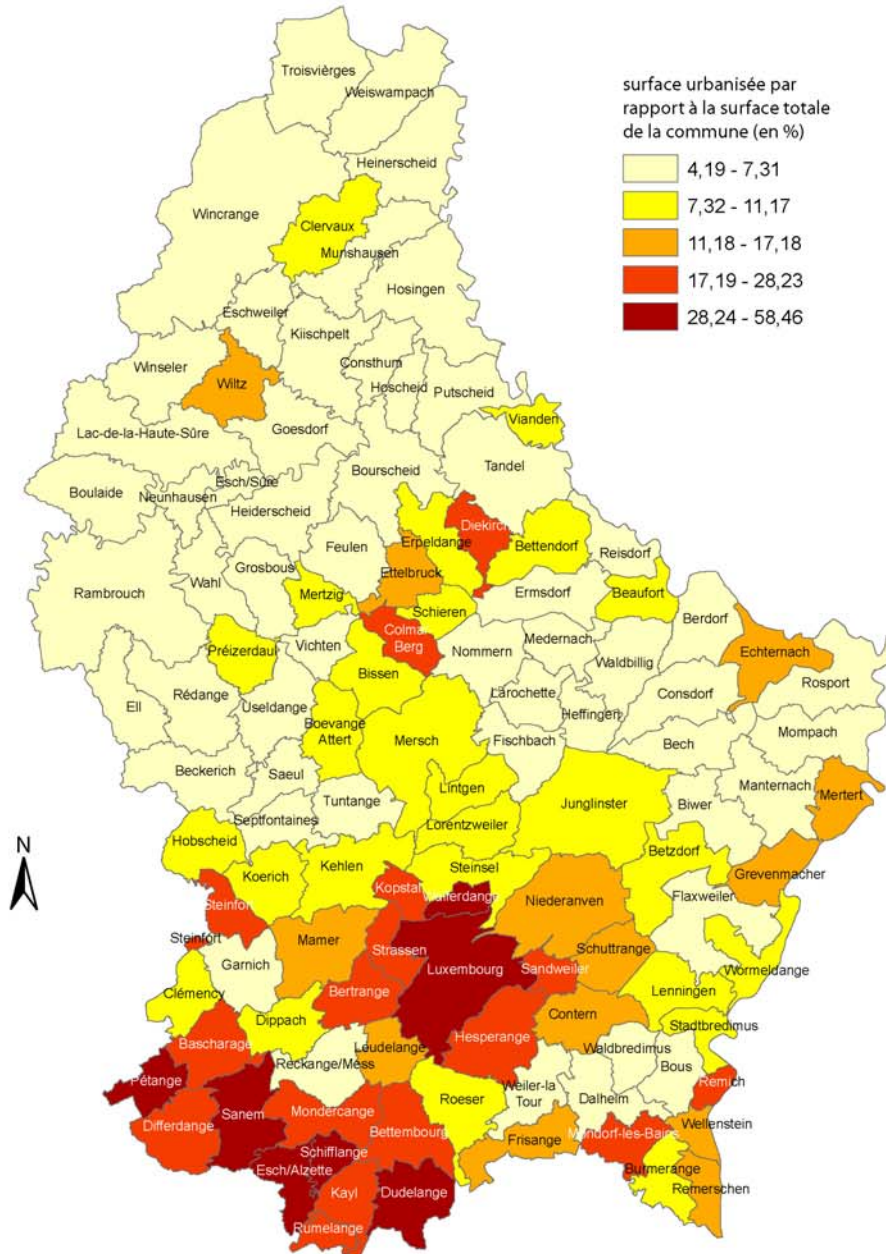 Troisvièrges
Weiswampach
surface urbanisée par
rapport à la surface totale
de la commune (en %)
4,19 - 7,31
7,32 - 11,17
11,18 - 17,18
17,19 - 28,23
28,24 - 58,46
Heinerscheid
Wincrange
Clervaux
Munshausen
Hosingen
Eschweiler
Kiischpelt
Consthum
Winseler
Wiltz
Hoscheid
Putscheid
Vianden
Lac-de-la-Haute-Sûre
Goesdorf
Tandel
Bourscheid
Boulaide
Neunhausen
Esch/Sûre
Heiderscheid
Diekirch
Erpeldange
Bettendorf
Feulen
Reisdorf
Grosbous
Ettelbruck
Wahl
Rambrouch
Mertzig
Ermsdorf
Beaufort
Schieren
Berdorf
Colmar
Berg
Préizerdaul
Vichten
Nommern
Medernach
Waldbillig
Echternach
Bissen
Rosport
Ell
Rédange
Useldange
Larochette
Consdorf
Boevange
Attert
Heffingen
Mompach
Mersch
Fischbach
Bech
Beckerich
Saeul
Manternach
Lintgen
Junglinster
Mertert
Tuntange
Biwer
Septfontaines
Lorentzweiler
Hobscheid
Steinsel
Betzdorf
Kehlen
Koerich
Grevenmacher
Kopstal
Walferdange
Niederanven
Flaxweiler
Steinfort
N
Steinfort
Mamer
Strassen
Schuttrange
Garnich
Luxembourg
Sandweiler
Wormeldange
Clémency
Bertrange
Lenningen
Dippach
Contern
Stadtbredimus
Bascharage
Hesperange
Leudelange
Waldbredimus
Reckange/Mess
Bous
Pétange
Weiler-la
Tour
Remich
Sanem
Roeser
Dalheim
Mondercange
Differdange
Bettembourg
Wellenstein
Frisange
Mondorf-les-Bains
Schifflange
Burmerange
Esch/Alzette
Remerschen
Kayl
Dudelange
Rumelange